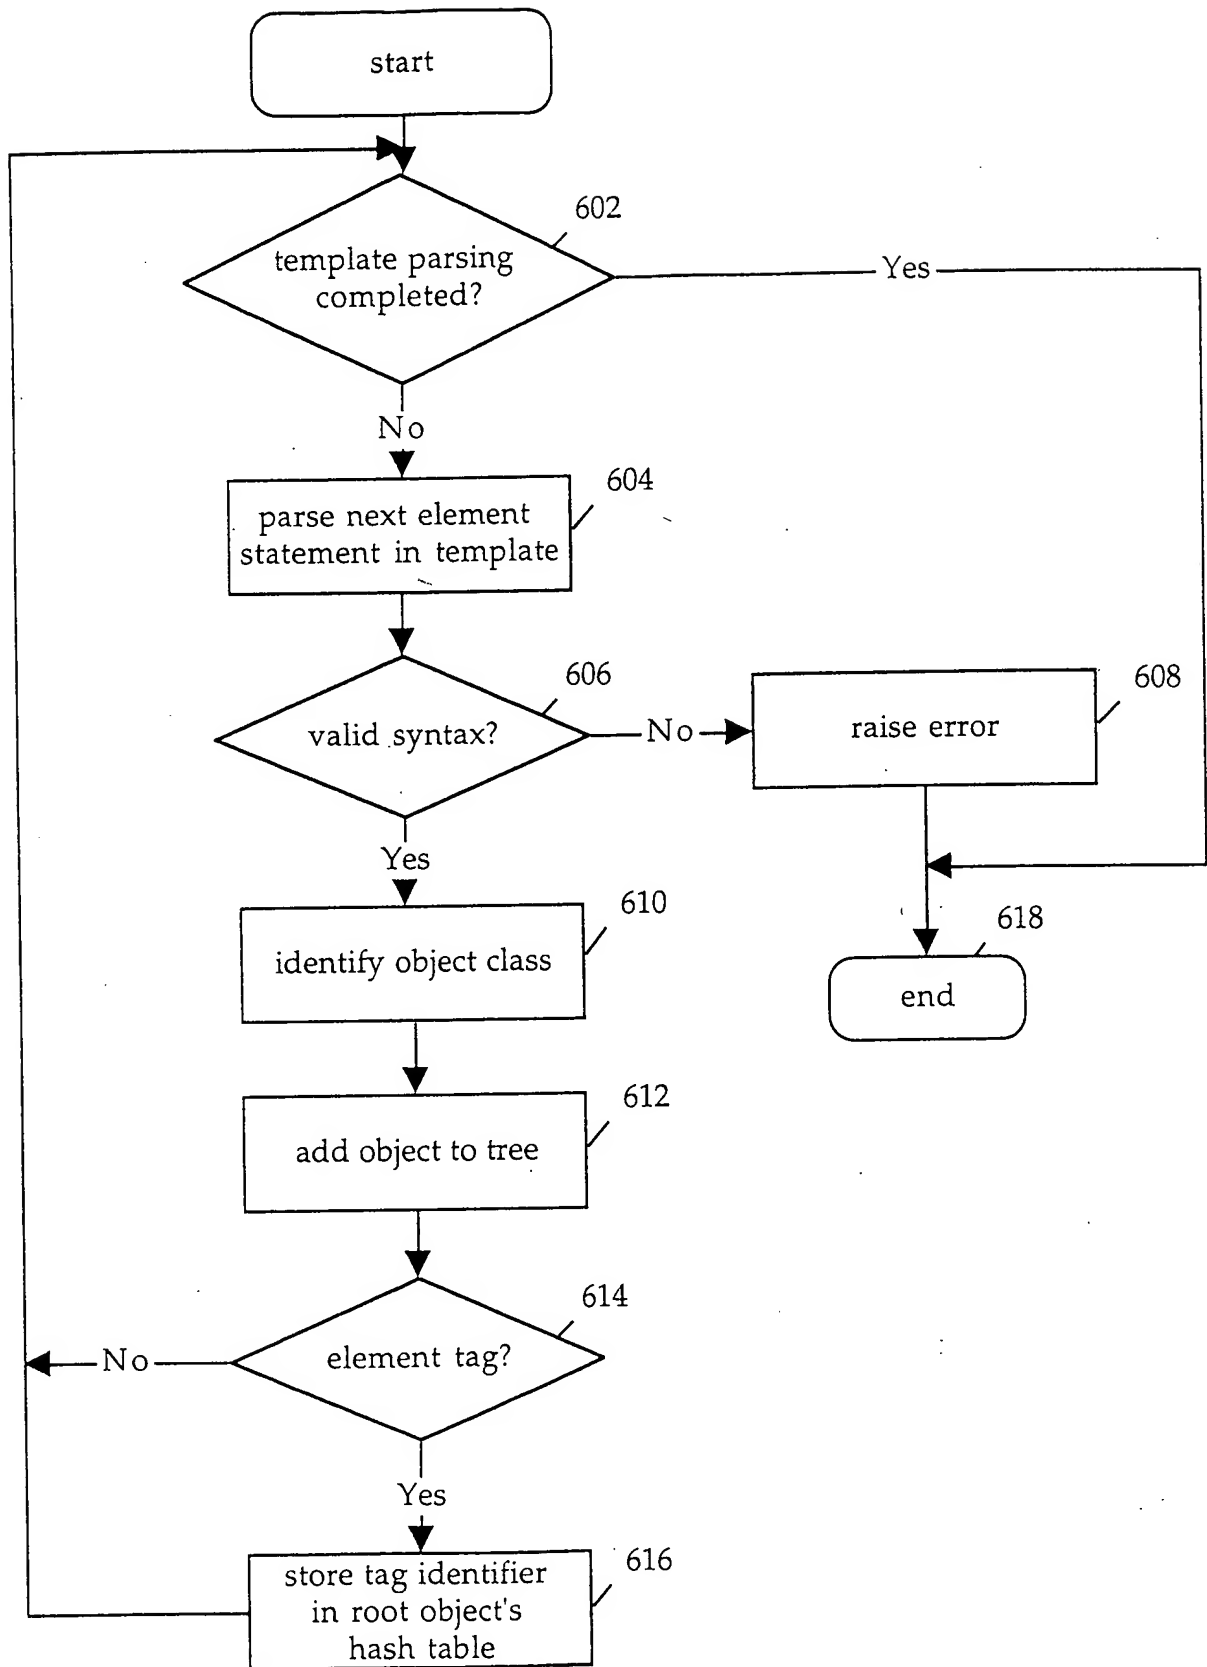 start
602
template parsing
completed?
Yes
No
604
parse next element
statement in template
606
valid syntax?
No
608
raise error
Yes
610
identify object class
618
end
612
add object to tree
614
element tag?
No
Yes
616
store tag identifier
in root object's
hash table